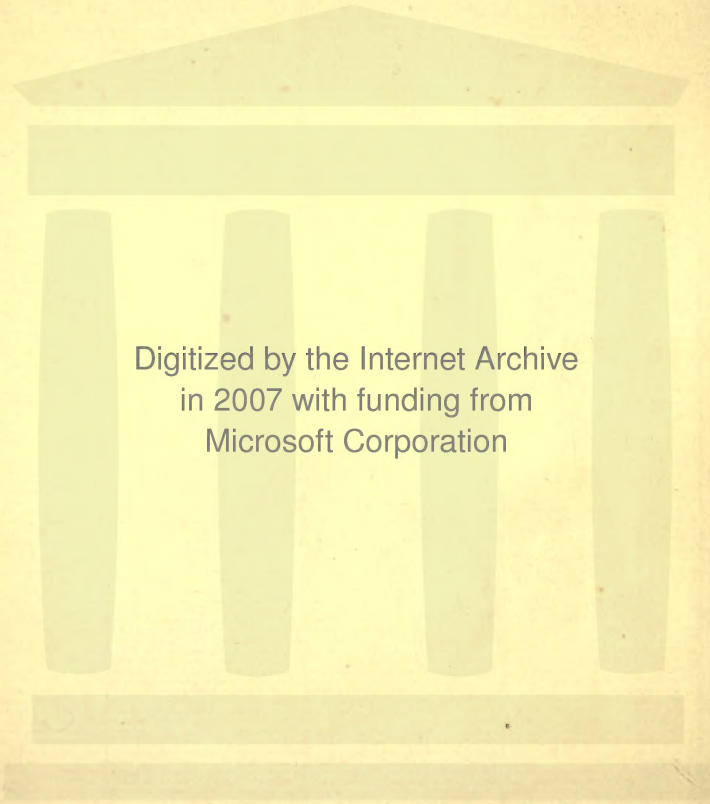 Digitized by the Internet Archive
in 2007 with funding from
Microsoft Corporation